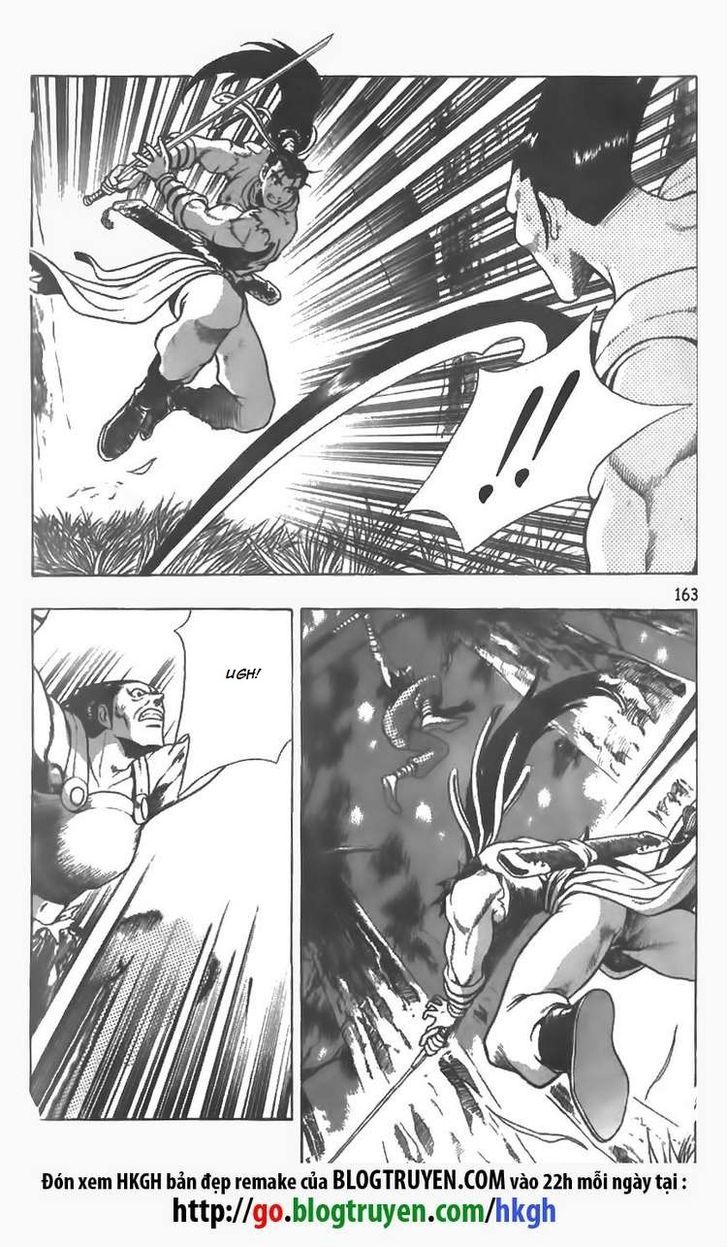 !!
163
UGH!
Đón xem HKGH bản đẹp remake của BLOGTRUYEN.COM vào 22h mỗi ngày tại :
http://go.blogtruyen.com/hkgh